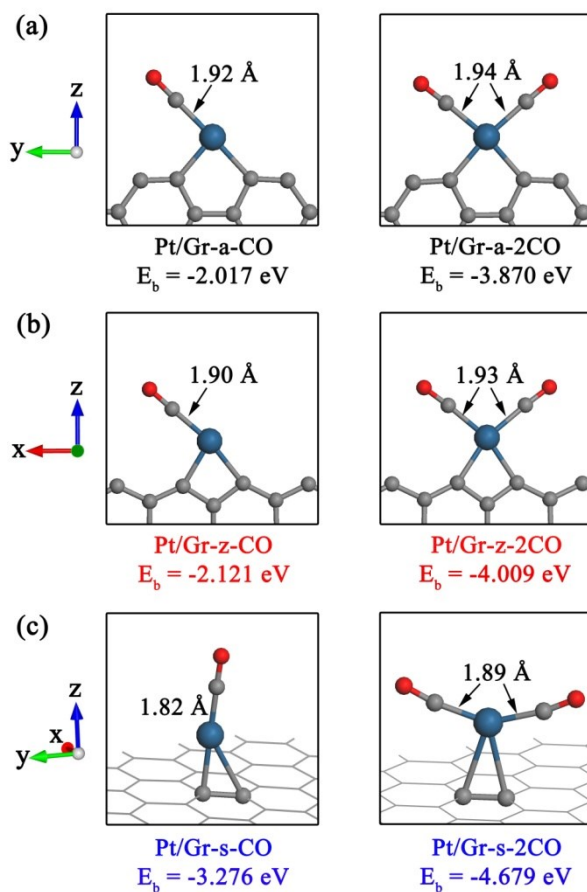 (a)
z
y
1.92 Å
1.94 Å
Pt/Gr-a-CO
E_b = -2.017 eV
Pt/Gr-a-2CO
E_b = -3.870 eV
(b)
z
x
1.90 Å
1.93 Å
Pt/Gr-z-CO
E_b = -2.121 eV
Pt/Gr-z-2CO
E_b = -4.009 eV
(c)
z
x
y
1.82 Å
1.89 Å
Pt/Gr-s-CO
E_b = -3.276 eV
Pt/Gr-s-2CO
E_b = -4.679 eV